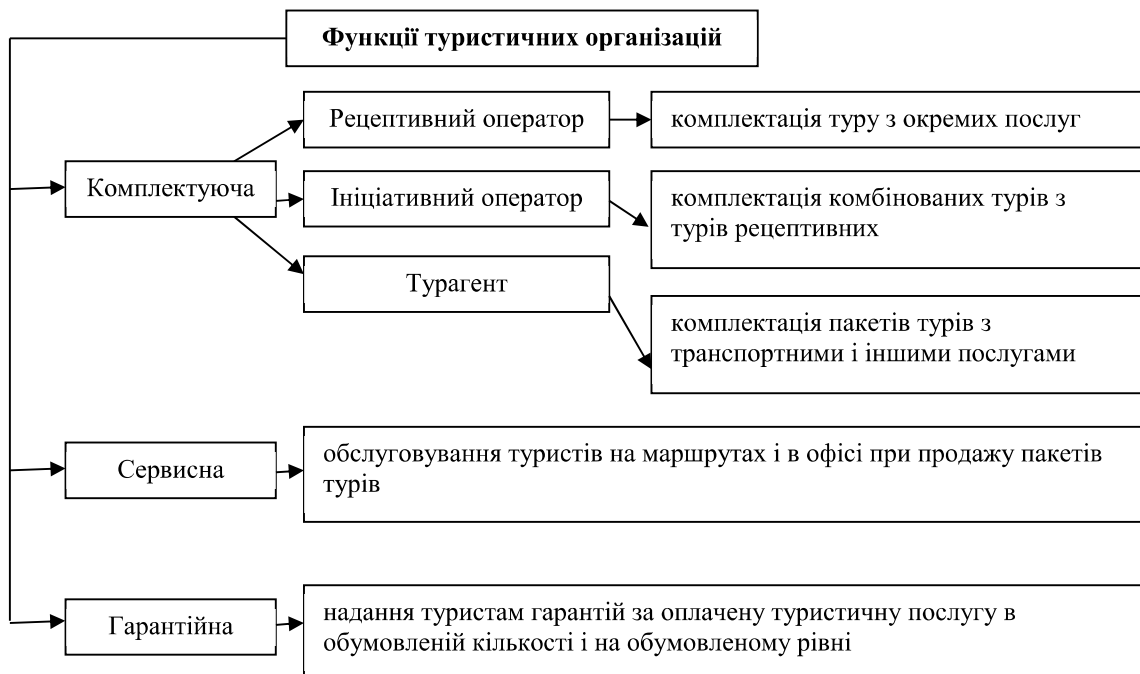 Функції туристичних організацій
Рецептивний оператор
комплектація туру з окремих послуг
Комплектуюча
Ініціативний оператор
комплектація комбінованих турів з
турів рецептивних
Турагент
комплектація пакетів турів з
транспортними і іншими послугами
Сервисна
обслуговування туристів на маршрутах і в офісі при продажу пакетів
турів
Гарантійна
надання туристам гарантій за оплачену туристичну послугу в
обумовленій кількості і на обумовленому рівні